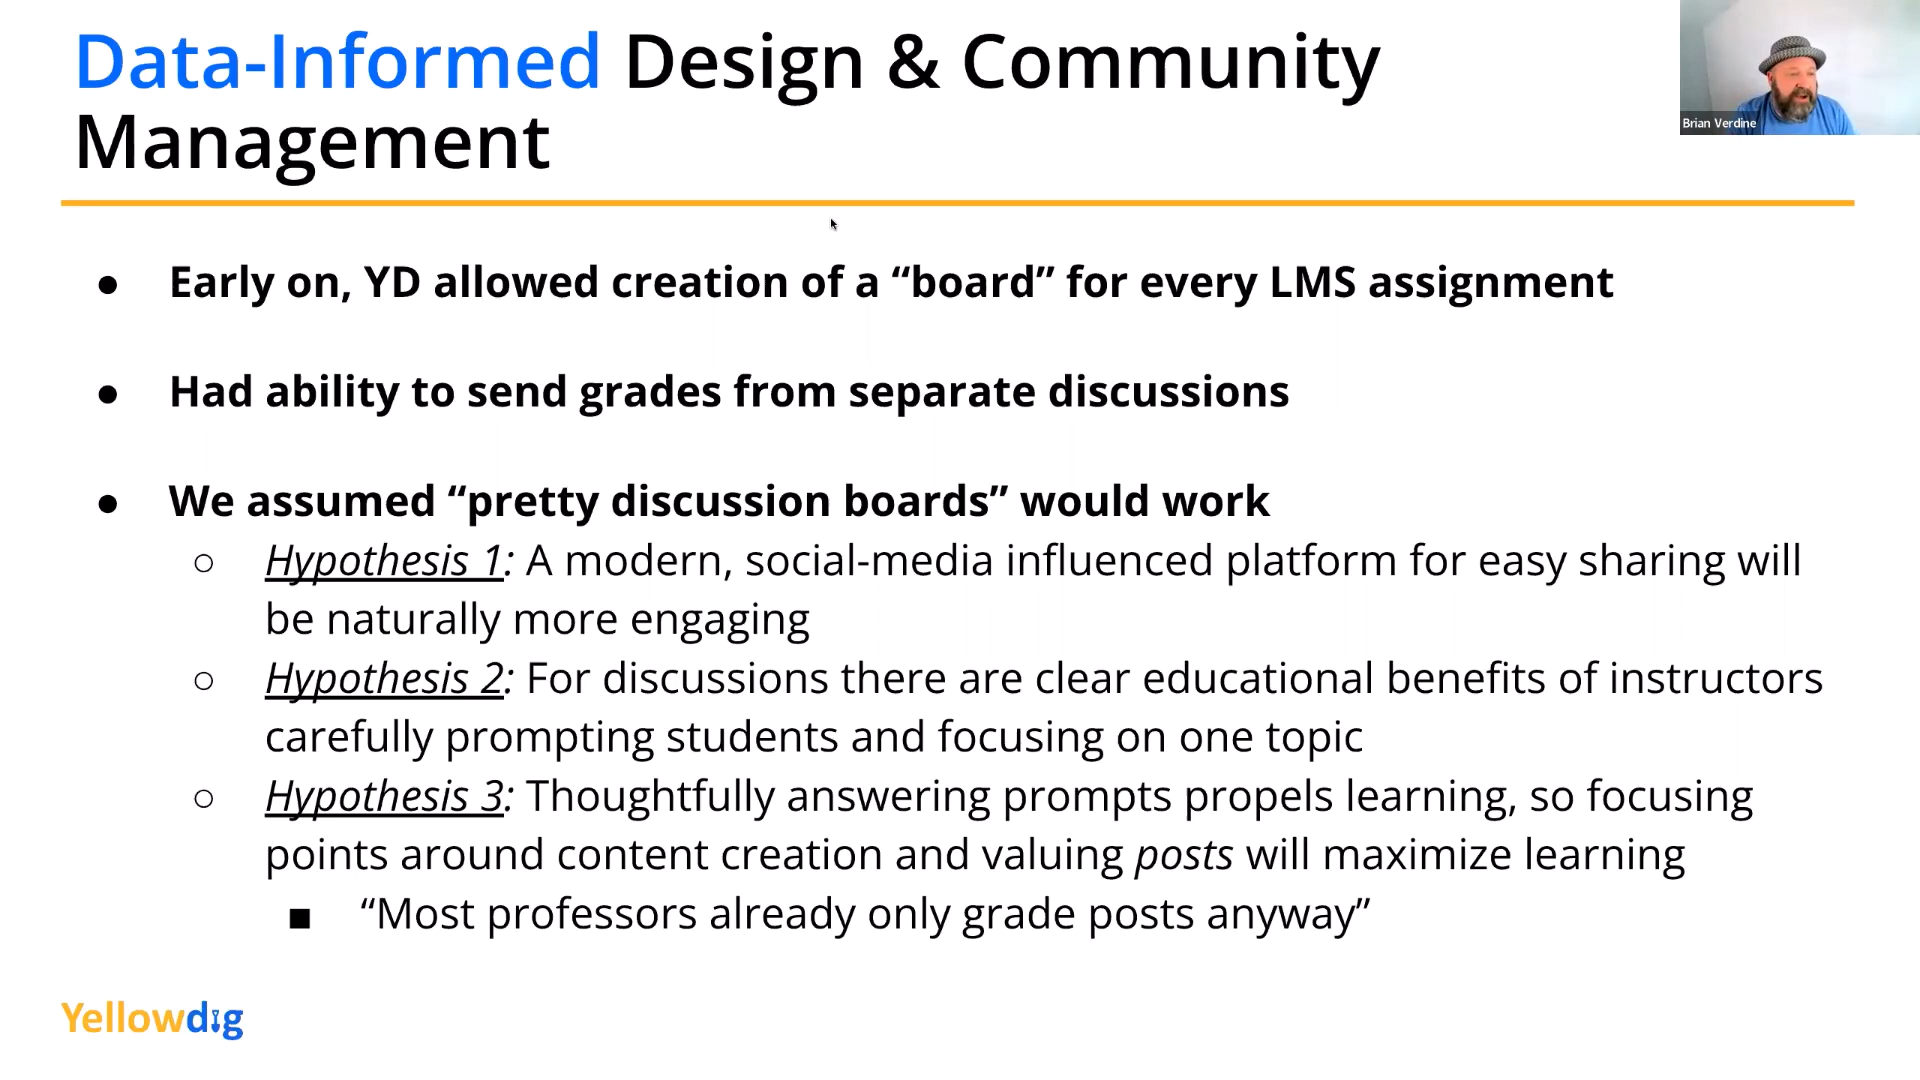 Data-Informed Design & Community
Management
Brian Verdine
● Early on, YD allowed creation of a “board” for every LMS assignment
● Had ability to send grades from separate discussions
● We assumed “pretty discussion boards” would work
○ Hypothesis 1: A modern, social-media influenced platform for easy sharing will
be naturally more engaging
○ Hypothesis 2: For discussions there are clear educational benefits of instructors
carefully prompting students and focusing on one topic
○ Hypothesis 3: Thoughtfully answering prompts propels learning, so focusing
points around content creation and valuing posts will maximize learning
■ “Most professors already only grade posts anyway”
Yellowdig